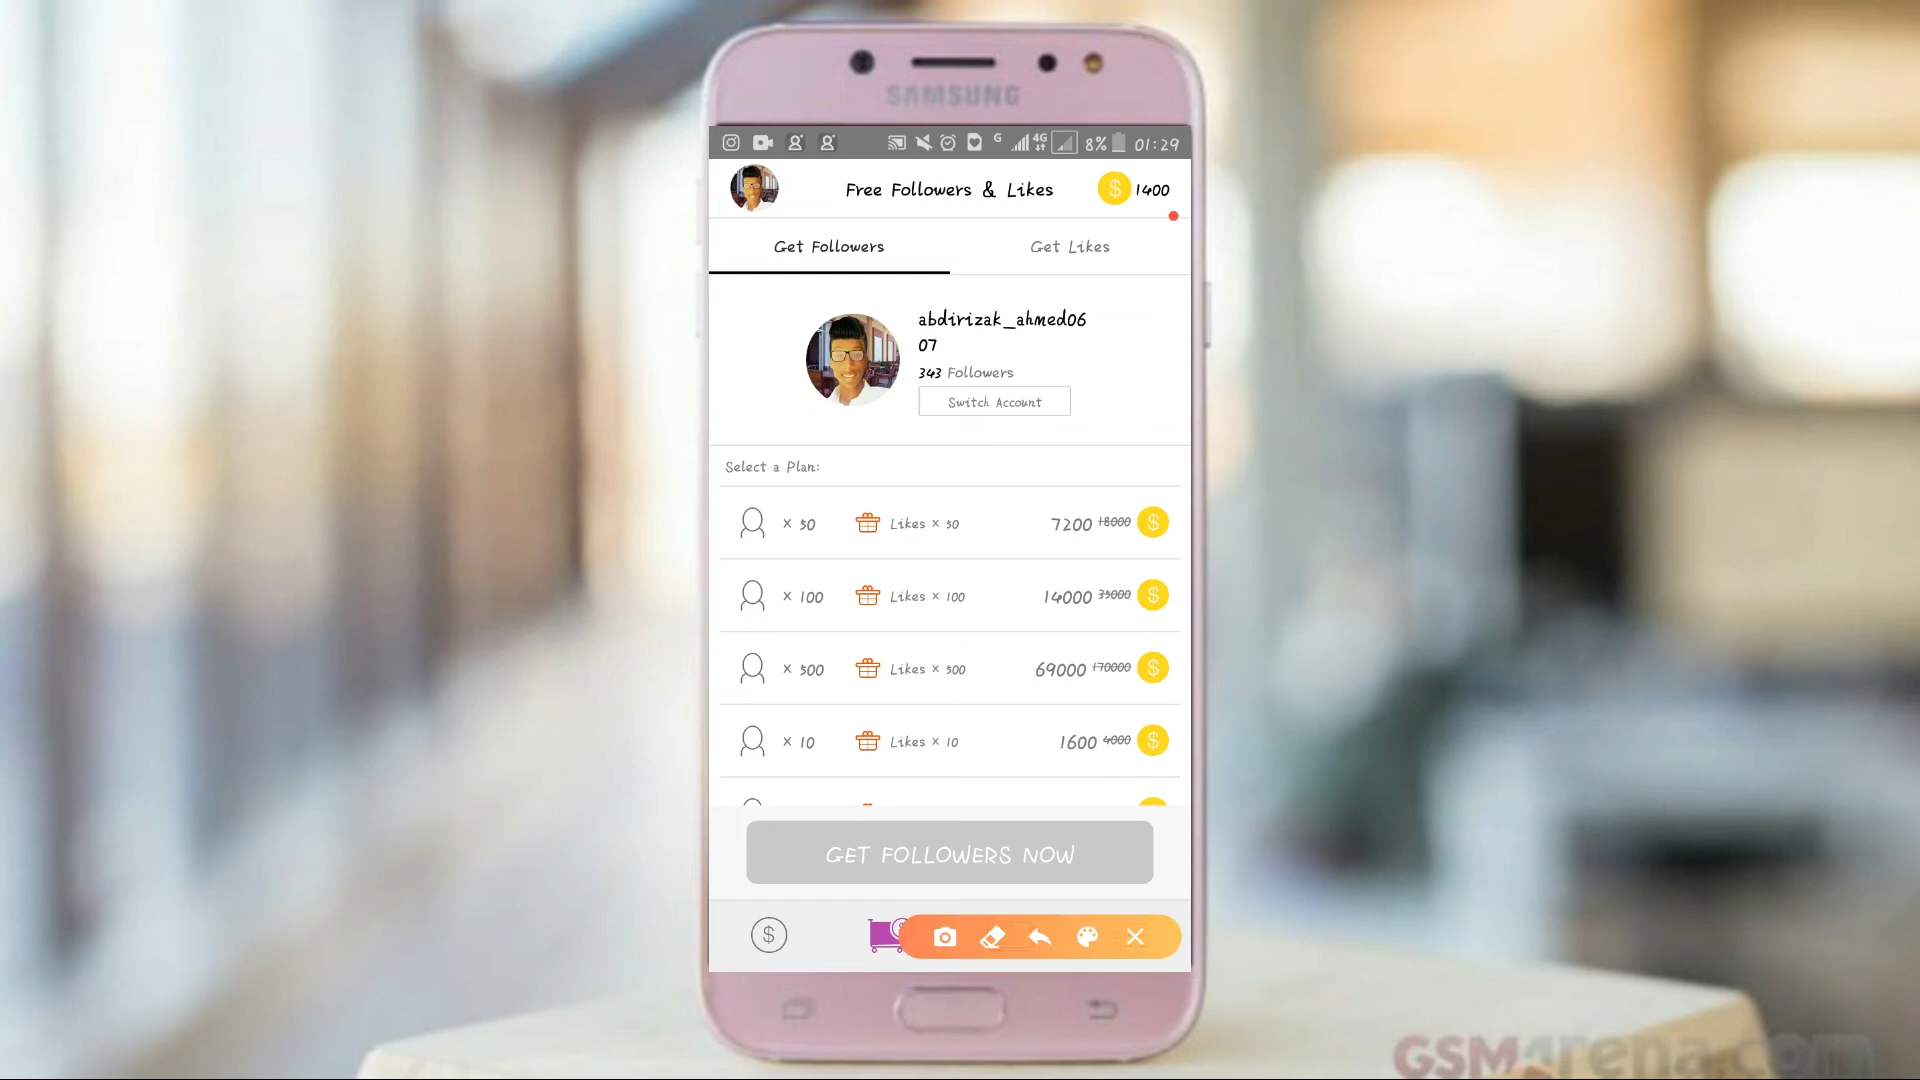 SAMSUNG
G 4G 8% 01:29
Free Followers & Likes
$ 1400
Get Followers
Get Likes
abdirizak_ahmed06
07
343 Followers
Switch Account
Select a Plan:
× 50 Likes × 50 7200 18000 $
× 100 Likes × 100 14000 35000 $
× 500 Likes × 500 69000 170000 $
× 10 Likes × 10 1600 4000 $
GET FOLLOWERS NOW
$
GSMArena.com